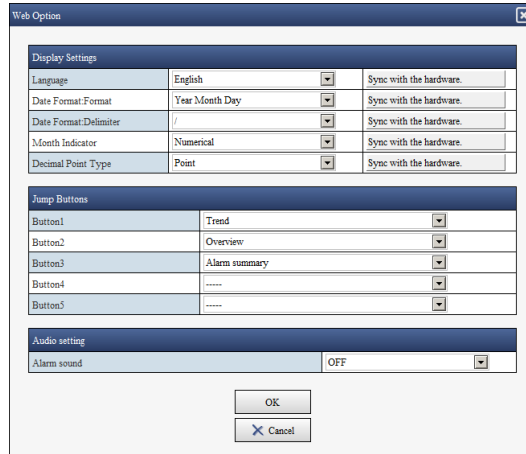 Web Option
Display Settings
Language English Sync with the hardware.
Date Format:Format Year Month Day Sync with the hardware.
Date Format:Delimiter / Sync with the hardware.
Month Indicator Numerical Sync with the hardware.
Decimal Point Type Point Sync with the hardware.
Jump Buttons
Button1 Trend
Button2 Overview
Button3 Alarm summary
Button4 -----
Button5 -----
Audio setting
Alarm sound OFF
OK
Cancel